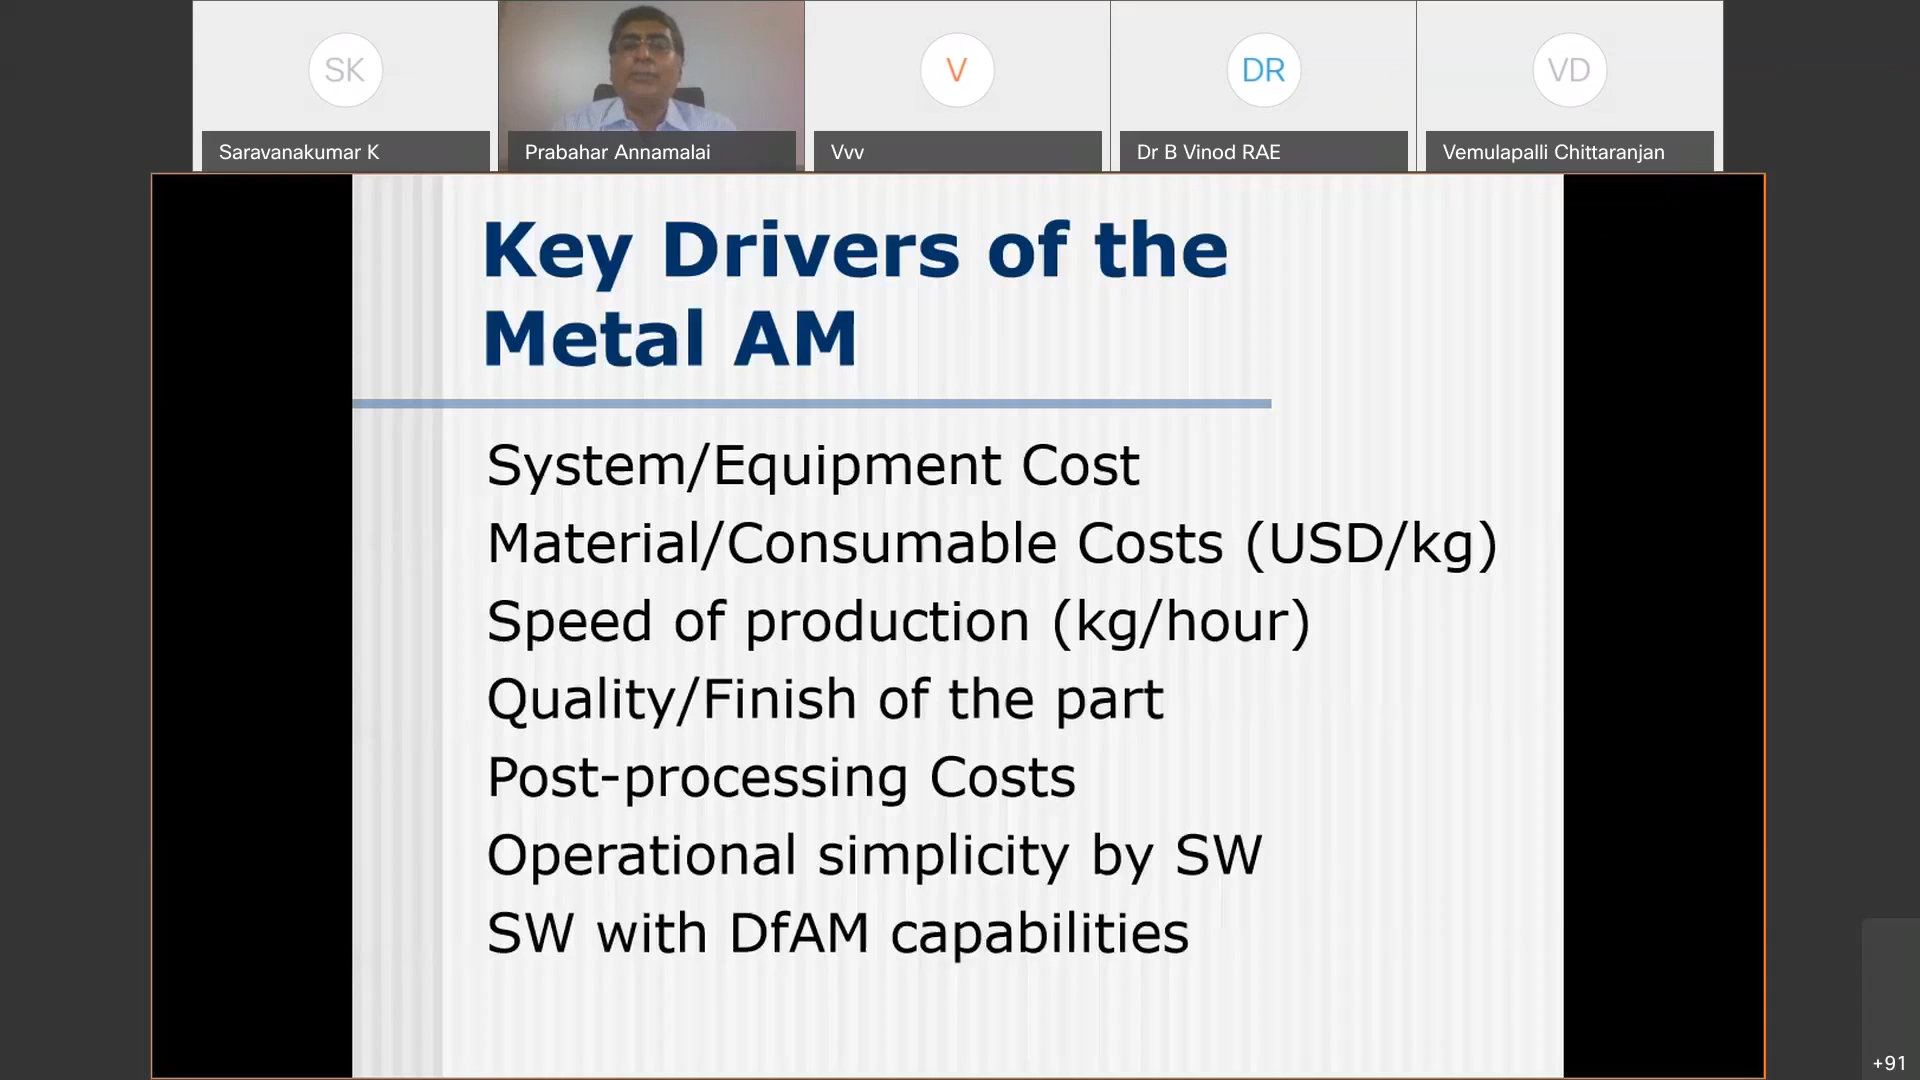 SK
V
DR
VD
Saravanakumar K
Prabahar Annamalai
Vvv
Dr B Vinod RAE
Vemulapalli Chittaranjan
Key Drivers of the
Metal AM
System/Equipment Cost
Material/Consumable Costs (USD/kg)
Speed of production (kg/hour)
Quality/Finish of the part
Post-processing Costs
Operational simplicity by SW
SW with DfAM capabilities
+91